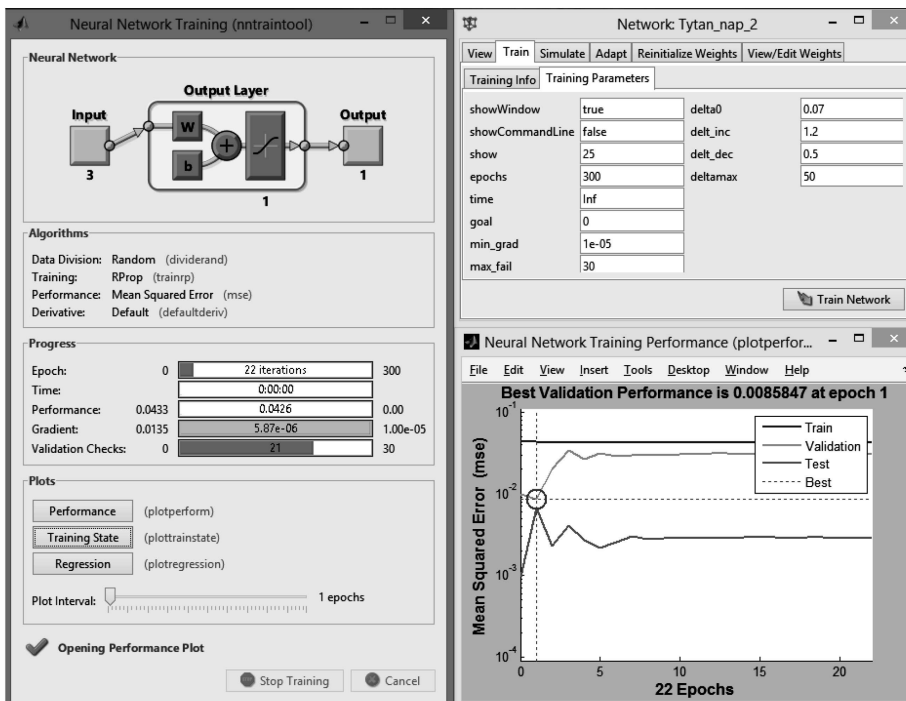 Neural Network Training (nntraintool)
Neural Network
Output Layer
Input
Output
W
b
+
3
1
1
Algorithms
Data Division: Random (dividerand)
Training: RProp (trainrp)
Performance: Mean Squared Error (mse)
Derivative: Default (defaultderiv)
Progress
Epoch: 0 22 iterations 300
Time: 0:00:00
Performance: 0.0433 0.0426 0.00
Gradient: 0.0135 5.87e-06 1.00e-05
Validation Checks: 0 21 30
Plots
Performance (plotperform)
Training State (plottrainstate)
Regression (plotregression)
Plot Interval: 1 epochs
Opening Performance Plot
Stop Training Cancel
Network: Tytan_nap_2
View Train Simulate Adapt Reinitialize Weights View/Edit Weights
Training Info Training Parameters
showWindow true delta0 0.07
showCommandLine false delt_inc 1.2
show 25 delt_dec 0.5
epochs 300 deltamax 50
time Inf
goal 0
min_grad 1e-05
max_fail 30
Train Network
Neural Network Training Performance (plotperfor...
File Edit View Insert Tools Desktop Window Help
Best Validation Performance is 0.0085847 at epoch 1
Mean Squared Error (mse)
10^-1
10^-2
10^-3
10^-4
Train
Validation
Test
Best
0 5 10 15 20
22 Epochs